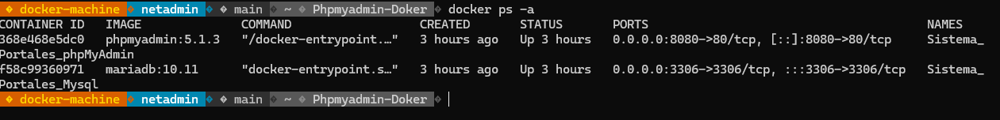 � docker-machine � netadmin � � main � ~ � Phpmyadmin-Doker � docker ps -a
CONTAINER ID   IMAGE              COMMAND                  CREATED       STATUS       PORTS                                       NAMES
368e468e5dc0   phpmyadmin:5.1.3   "/docker-entrypoint.…"   3 hours ago   Up 3 hours   0.0.0.0:8080->80/tcp, [::]:8080->80/tcp     Sistema_
Portales_phpMyAdmin
f58c99360971   mariadb:10.11      "docker-entrypoint.s…"   3 hours ago   Up 3 hours   0.0.0.0:3306->3306/tcp, :::3306->3306/tcp   Sistema_
Portales_Mysql
� docker-machine � netadmin � � main � ~ � Phpmyadmin-Doker �